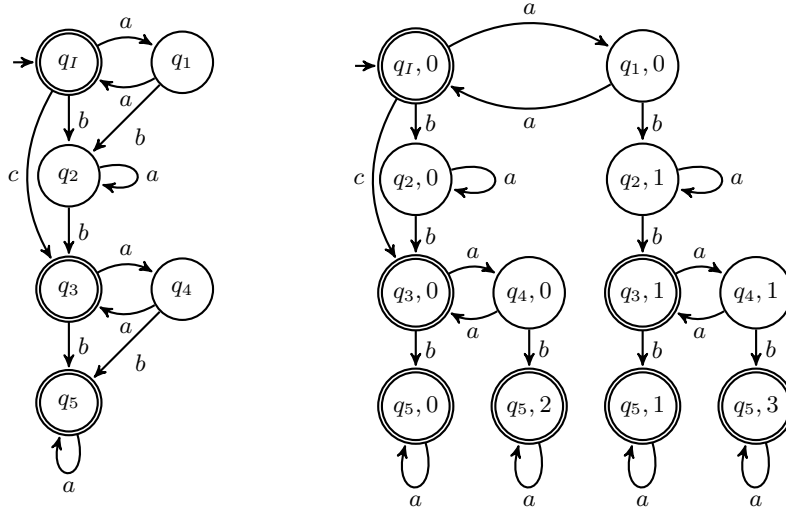 a a
q_I q_1 q_I, 0 q_1, 0
a a
b b b b
c q_2 a c q_2, 0 a q_2, 1 a
b b b
a a a
q_3 q_4 q_3, 0 q_4, 0 q_3, 1 q_4, 1
a a a
b b b b b b
q_5 q_5, 0 q_5, 2 q_5, 1 q_5, 3
a a a a a